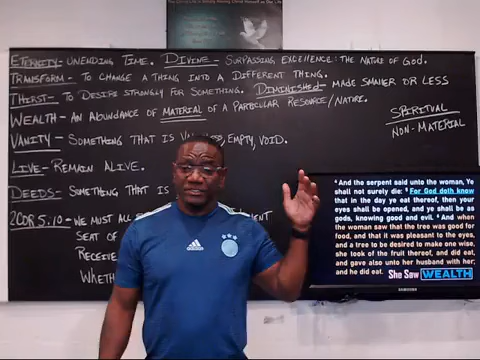 ETERNITY- UNENDING TIME. DIVINE- SURPASSING EXCELLENCE: THE NATURE OF GOD.
TRANSFORM- TO CHANGE A THING INTO A DIFFERENT THING.
THIRST- TO DESIRE STRONGLY FOR SOMETHING. DIMINISHED- MADE SMALLER OR LESS
WEALTH- AN ABUNDANCE OF MATERIAL OF A PARTICULAR RESOURCE/NATURE.
SPIRITUAL
NON-MATERIAL
VANITY- SOMETHING THAT IS EMPTY, VOID.
LIVE- REMAIN ALIVE.
DEEDS- SOMETHING THAT IS
2COR 5:10- WE MUST ALL
SEAT OF
RECEIVE
WHETH
adidas
⁴ And the serpent said unto the woman, Ye
shall not surely die: ⁵ For God doth know
that in the day ye eat thereof, then your
eyes shall be opened, and ye shall be as
gods, knowing good and evil. ⁶ And when
the woman saw that the tree was good for
food, and that it was pleasant to the eyes,
and a tree to be desired to make one wise,
she took of the fruit thereof, and did eat,
and gave also unto her husband with her;
and he did eat. She Saw WEALTH
SAMSUNG